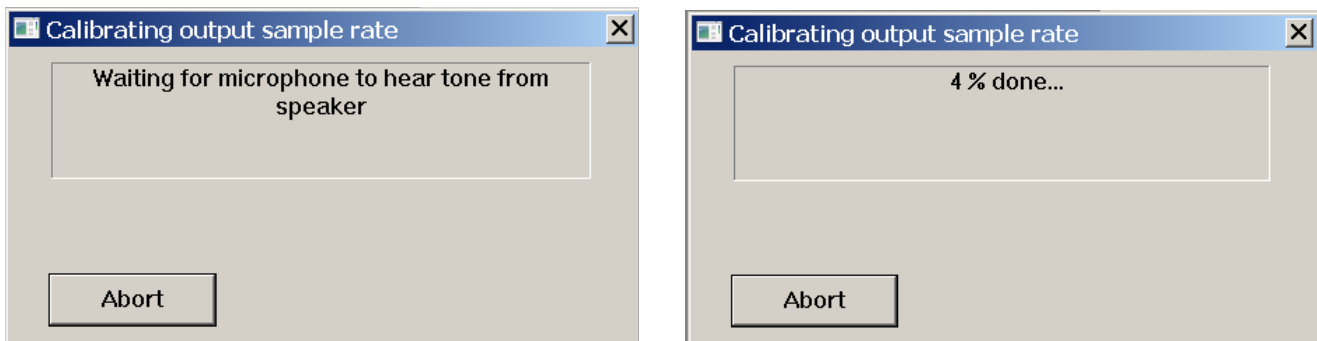 Calibrating output sample rate
Waiting for microphone to hear tone from
speaker
Abort
Calibrating output sample rate
4 % done...
Abort